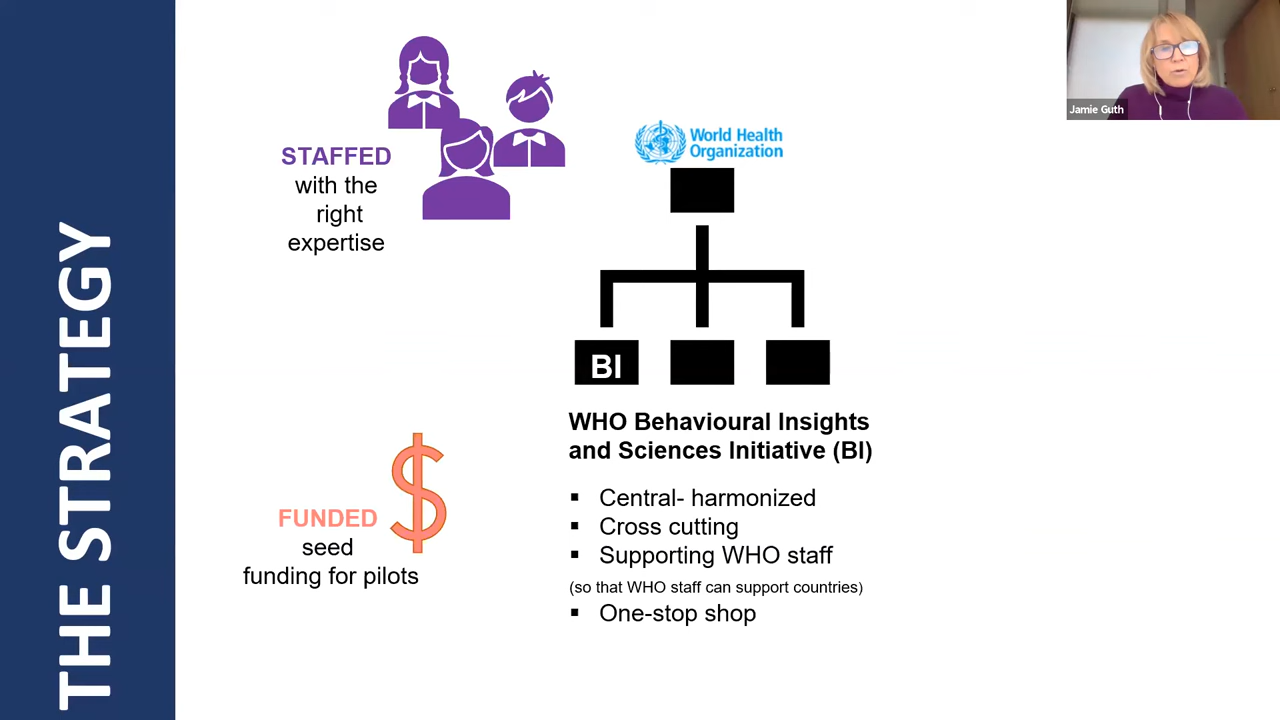 THE STRATEGY
STAFFED
with the
right
expertise
World Health
Organization
BI
WHO Behavioural Insights
and Sciences Initiative (BI)
▪ Central- harmonized
▪ Cross cutting
▪ Supporting WHO staff
(so that WHO staff can support countries)
▪ One-stop shop
FUNDED
seed
funding for pilots
Jamie Guth